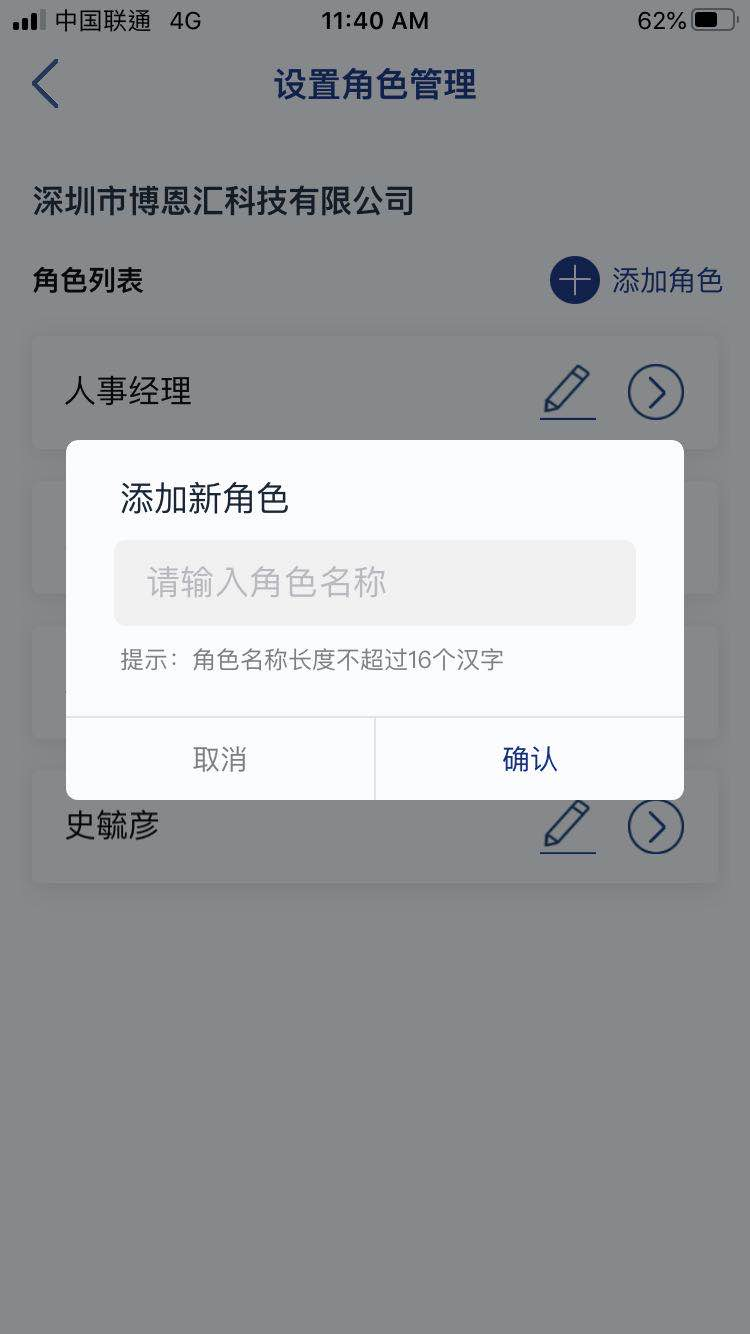 中国联通 4G 11:40 AM 62%
设置角色管理
深圳市博恩汇科技有限公司
角色列表 添加角色
人事经理
添加新角色
请输入角色名称
提示：角色名称长度不超过16个汉字
取消 确认
史毓彦